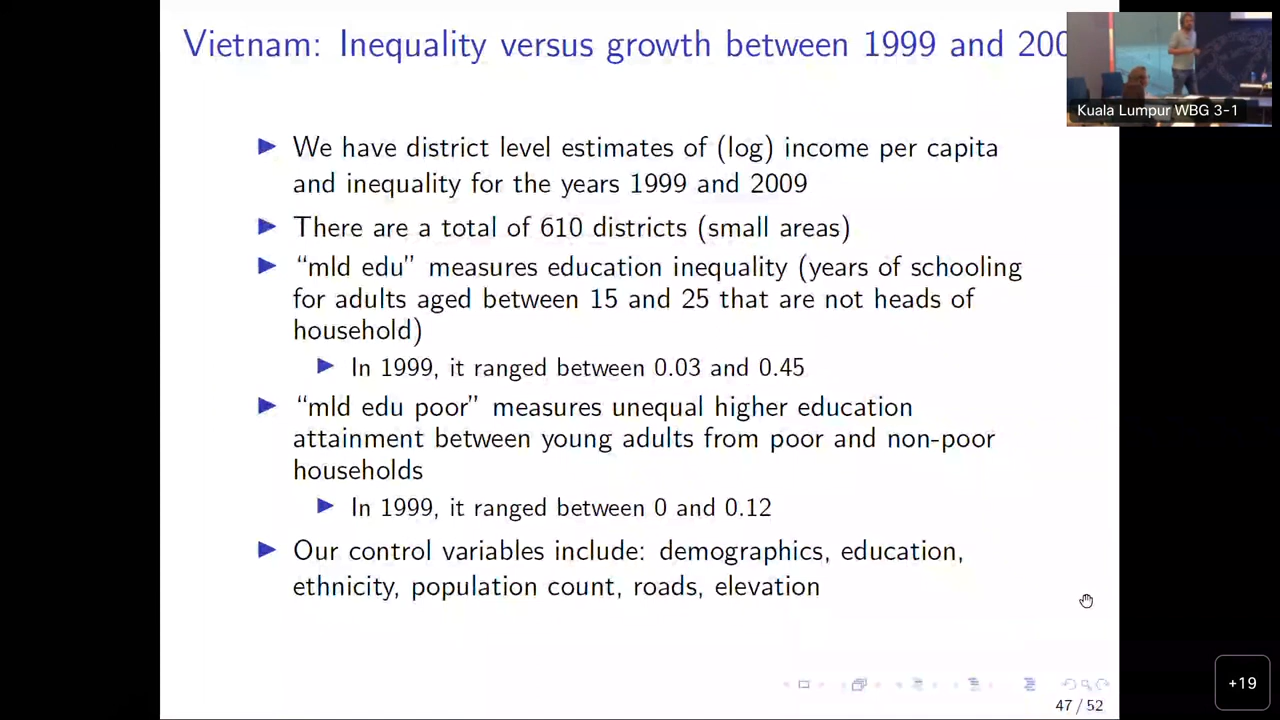 Vietnam: Inequality versus growth between 1999 and 200
Kuala Lumpur WBG 3-1
We have district level estimates of (log) income per capita
and inequality for the years 1999 and 2009
There are a total of 610 districts (small areas)
“mld edu” measures education inequality (years of schooling
for adults aged between 15 and 25 that are not heads of
household)
In 1999, it ranged between 0.03 and 0.45
“mld edu poor” measures unequal higher education
attainment between young adults from poor and non-poor
households
In 1999, it ranged between 0 and 0.12
Our control variables include: demographics, education,
ethnicity, population count, roads, elevation
+19
47 / 52